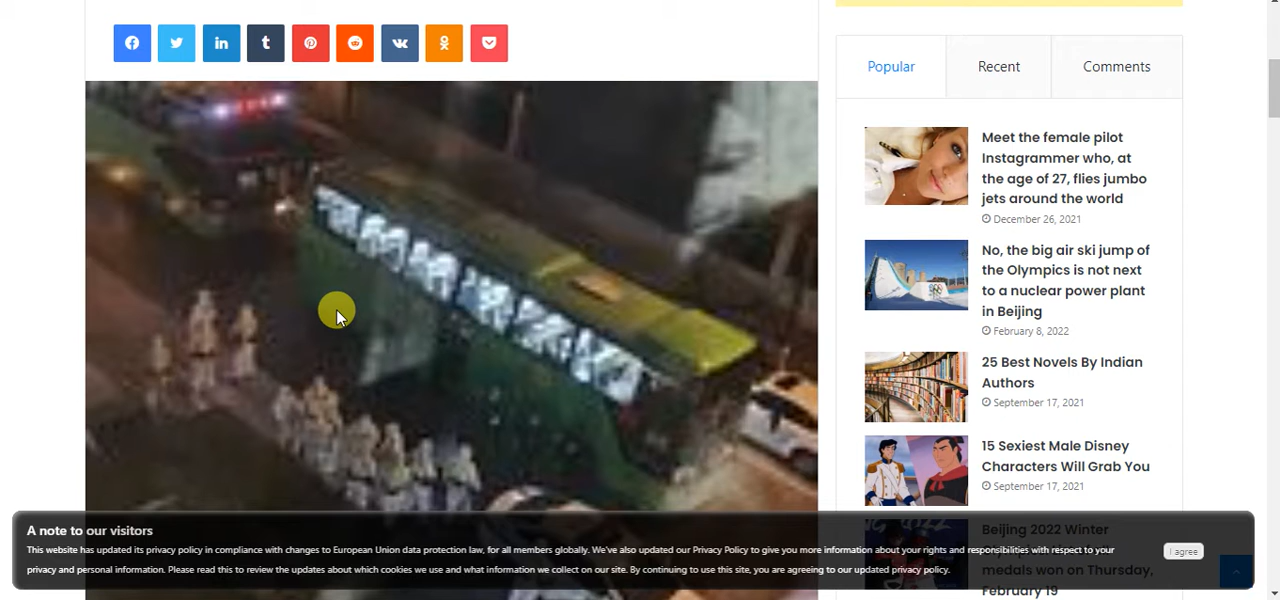 Popular
Recent
Comments
Meet the female pilot
Instagrammer who, at
the age of 27, flies jumbo
jets around the world
December 26, 2021
No, the big air ski jump of
the Olympics is not next
to a nuclear power plant
in Beijing
February 8, 2022
25 Best Novels By Indian
Authors
September 17, 2021
15 Sexiest Male Disney
Characters Will Grab You
September 17, 2021
Beijing 2022 Winter
medals won on Thursday,
February 19
A note to our visitors
This website has updated its privacy policy in compliance with changes to European Union data protection law, for all members globally. We've also updated our Privacy Policy to give you more information about your rights and responsibilities with respect to your
privacy and personal information. Please read this to review the updates about which cookies we use and what information we collect on our site. By continuing to use this site, you are agreeing to our updated privacy policy.
I agree